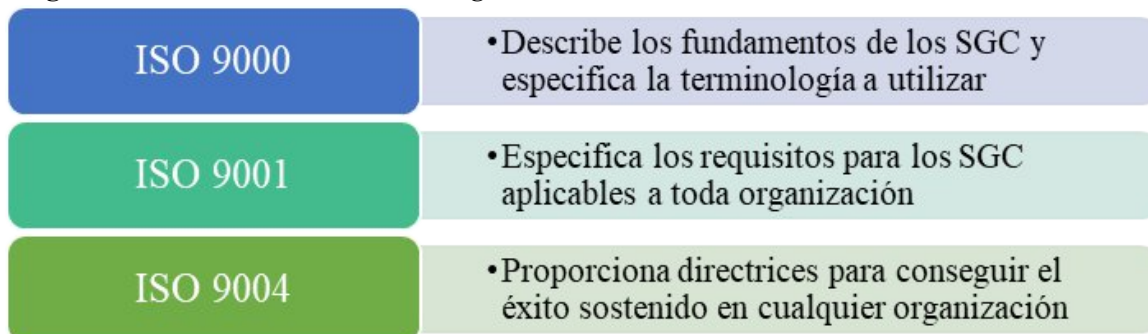 ISO 9000
•Describe los fundamentos de los SGC y
especifica la terminología a utilizar
ISO 9001
•Especifica los requisitos para los SGC
aplicables a toda organización
ISO 9004
•Proporciona directrices para conseguir el
éxito sostenido en cualquier organización